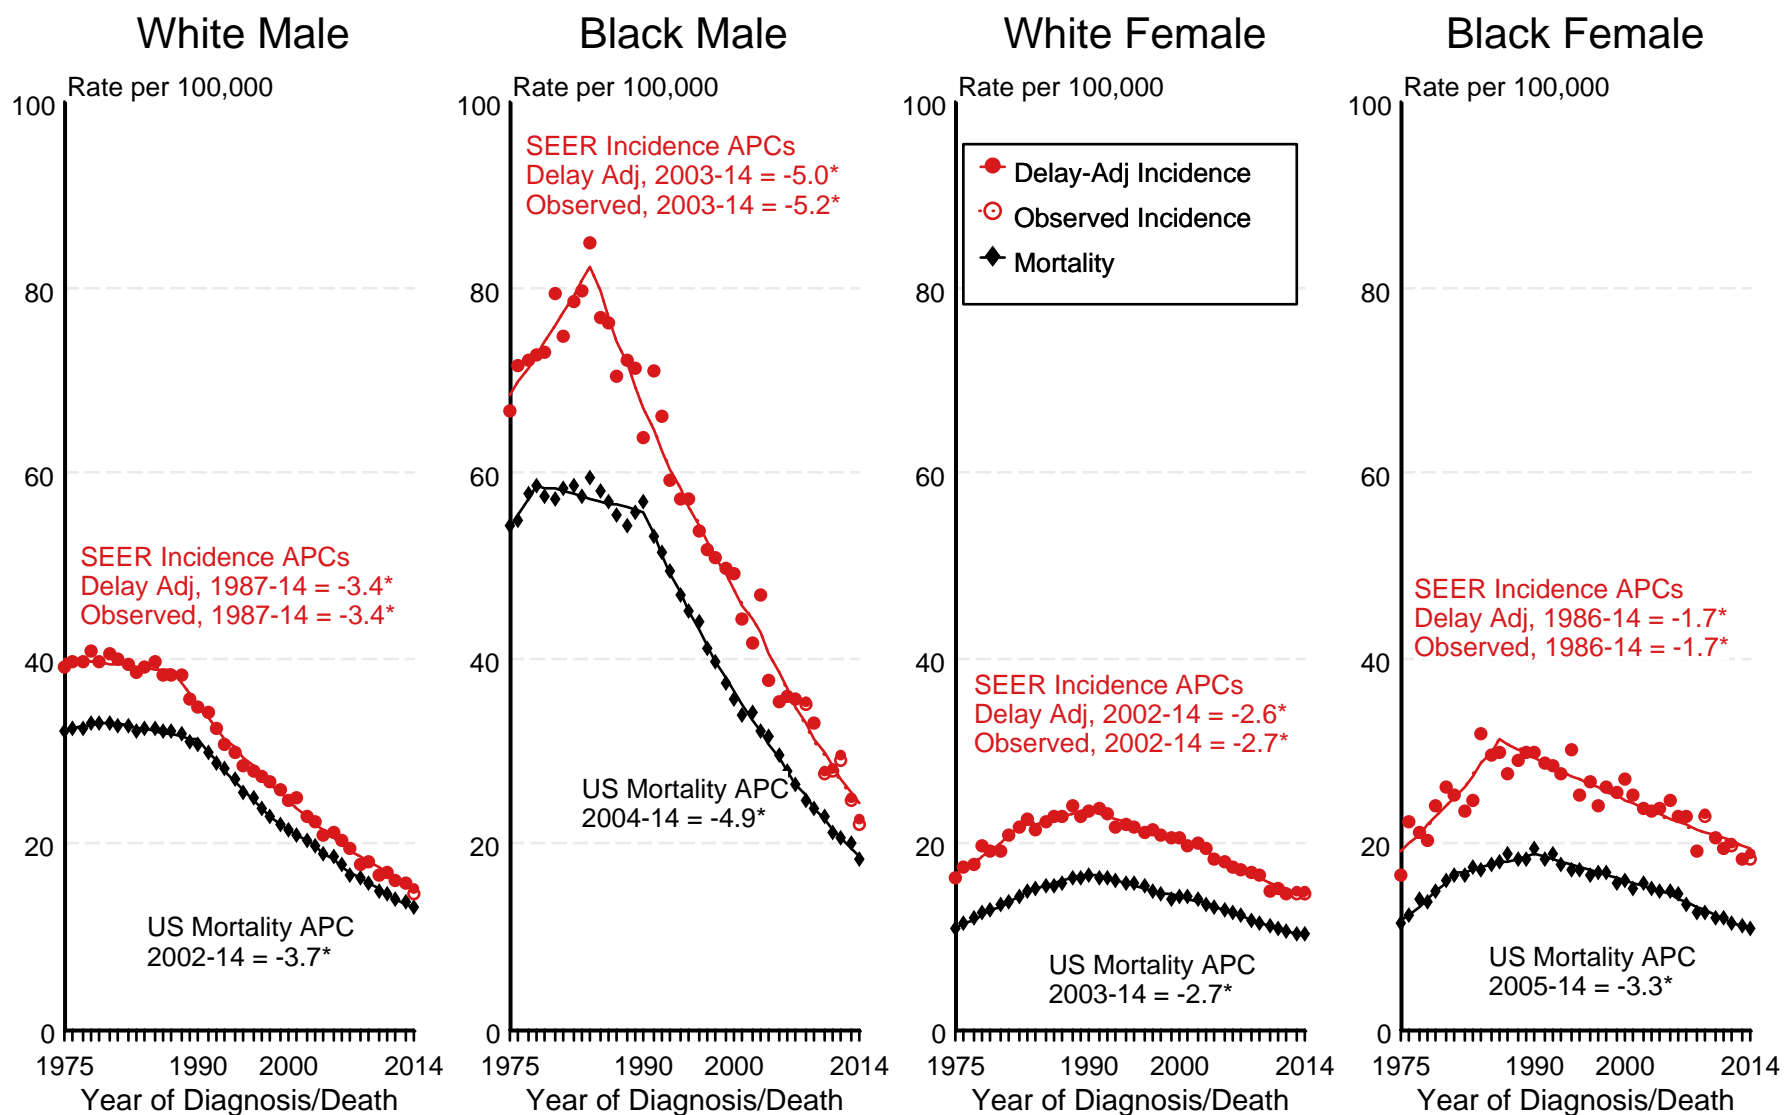 White Male
Rate per 100,000
100
80
60
40
20
0
SEER Incidence APCs
Delay Adj, 1987-14 = -3.4*
Observed, 1987-14 = -3.4*
US Mortality APC
2002-14 = -3.7*
1975
1990
2000
2014
Year of Diagnosis/Death
Black Male
Rate per 100,000
100
80
60
40
20
0
SEER Incidence APCs
Delay Adj, 2003-14 = -5.0*
Observed, 2003-14 = -5.2*
US Mortality APC
2004-14 = -4.9*
1975
1990
2000
2014
Year of Diagnosis/Death
White Female
Rate per 100,000
100
80
60
40
20
0
Delay-Adj Incidence
Observed Incidence
Mortality
SEER Incidence APCs
Delay Adj, 2002-14 = -2.6*
Observed, 2002-14 = -2.7*
US Mortality APC
2003-14 = -2.7*
1975
1990
2000
2014
Year of Diagnosis/Death
Black Female
Rate per 100,000
100
80
60
40
20
0
SEER Incidence APCs
Delay Adj, 1986-14 = -1.7*
Observed, 1986-14 = -1.7*
US Mortality APC
2005-14 = -3.3*
1975
1990
2000
2014
Year of Diagnosis/Death